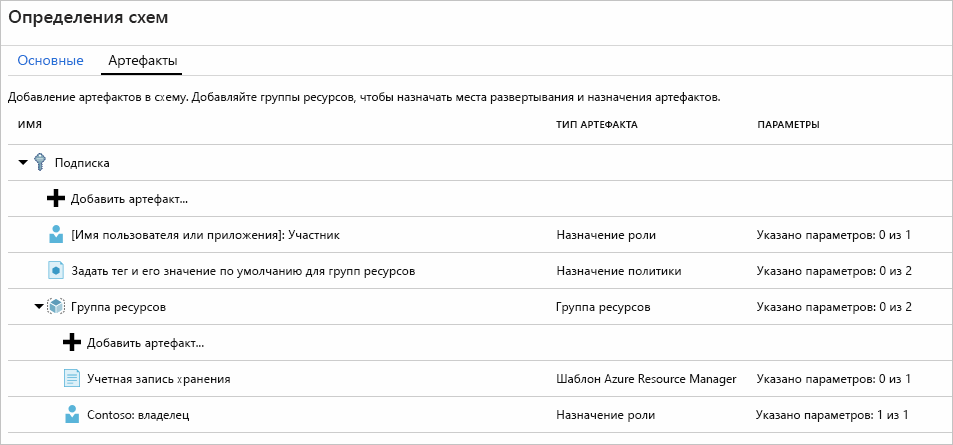 Определения схем
Основные Артефакты
Добавление артефактов в схему. Добавляйте группы ресурсов, чтобы назначать места развертывания и назначения артефактов.
ИМЯ ТИП АРТЕФАКТА ПАРАМЕТРЫ
Подписка
Добавить артефакт...
[Имя пользователя или приложения]: Участник Назначение роли Указано параметров: 0 из 1
Задать тег и его значение по умолчанию для групп ресурсов Назначение политики Указано параметров: 0 из 2
Группа ресурсов Группа ресурсов Указано параметров: 0 из 2
Добавить артефакт...
Учетная запись хранения Шаблон Azure Resource Manager Указано параметров: 0 из 1
Contoso: владелец Назначение роли Указано параметров: 1 из 1